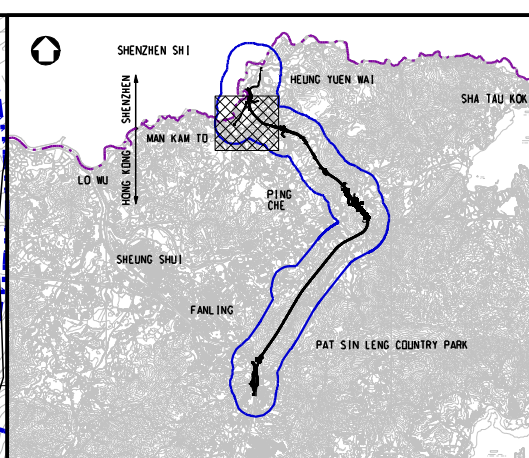 SHENZHEN SHI
HEUNG YUEN WAI
SHENZHEN
SHA TAU KOK
MAN KAM TO
HONG KONG
LO WU
PING
CHE
SHEUNG SHUI
FANLING
PAT SIN LENG COUNTRY PARK